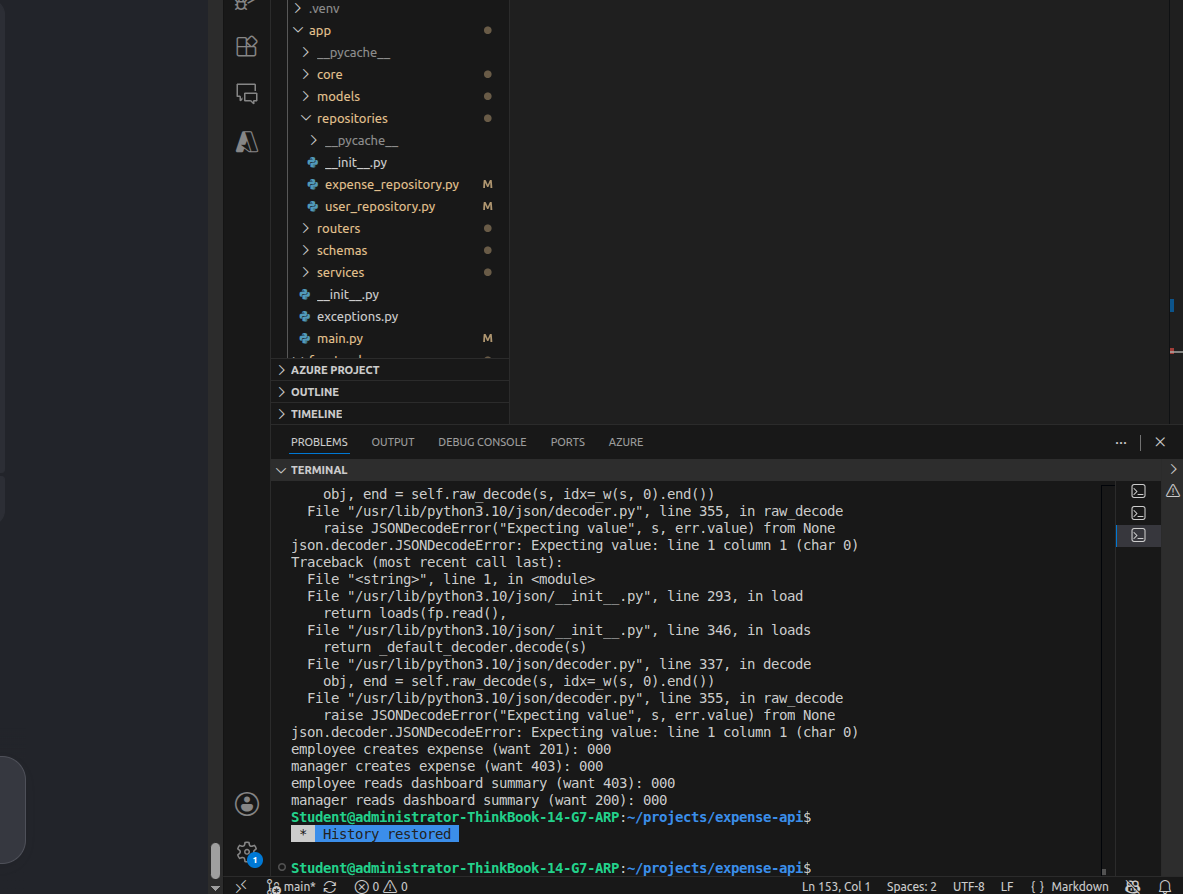 .venv
app
__pycache__
core
models
repositories
__pycache__
__init__.py
expense_repository.py M
user_repository.py M
routers
schemas
services
__init__.py
exceptions.py
main.py M
AZURE PROJECT
OUTLINE
TIMELINE
PROBLEMS OUTPUT DEBUG CONSOLE PORTS AZURE
TERMINAL
obj, end = self.raw_decode(s, idx=_w(s, 0).end())
File "/usr/lib/python3.10/json/decoder.py", line 355, in raw_decode
raise JSONDecodeError("Expecting value", s, err.value) from None
json.decoder.JSONDecodeError: Expecting value: line 1 column 1 (char 0)
Traceback (most recent call last):
File "<string>", line 1, in <module>
File "/usr/lib/python3.10/json/__init__.py", line 293, in load
return loads(fp.read(),
File "/usr/lib/python3.10/json/__init__.py", line 346, in loads
return _default_decoder.decode(s)
File "/usr/lib/python3.10/json/decoder.py", line 337, in decode
obj, end = self.raw_decode(s, idx=_w(s, 0).end())
File "/usr/lib/python3.10/json/decoder.py", line 355, in raw_decode
raise JSONDecodeError("Expecting value", s, err.value) from None
json.decoder.JSONDecodeError: Expecting value: line 1 column 1 (char 0)
employee creates expense (want 201): 000
manager creates expense (want 403): 000
employee reads dashboard summary (want 403): 000
manager reads dashboard summary (want 200): 000
Student@administrator-ThinkBook-14-G7-ARP:~/projects/expense-api$
* History restored
Student@administrator-ThinkBook-14-G7-ARP:~/projects/expense-api$
1
main* 0 0 Ln 153, Col 1 Spaces: 2 UTF-8 LF { } Markdown